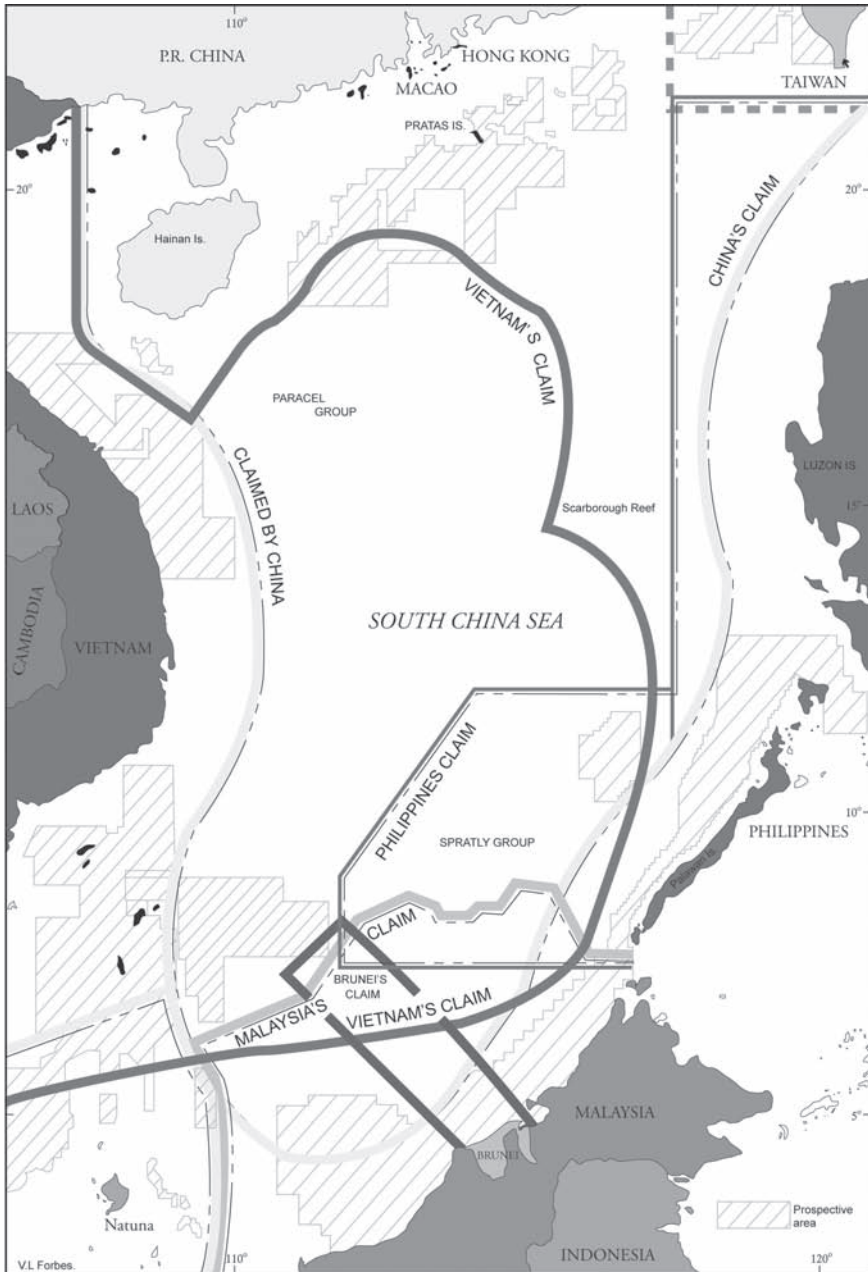 110°
P.R. CHINA
HONG KONG
MACAO
TAIWAN
PRATAS IS.
20°
20°
CHINA'S CLAIM
Hainan Is.
VIETNAM'S CLAIM
PARACEL
GROUP
CLAIMED BY CHINA
LUZON IS
LAOS
Scarborough Reef
15°
CAMBODIA
SOUTH CHINA SEA
VIETNAM
PHILIPPINES CLAIM
10°
PHILIPPINES
SPRATLY GROUP
Palawan Is.
CLAIM
BRUNEI'S
CLAIM
MALAYSIA'S
VIETNAM'S CLAIM
MALAYSIA
5°
BRUNEI
Natuna
Prospective
area
INDONESIA
V.L Forbes.
110°
120°